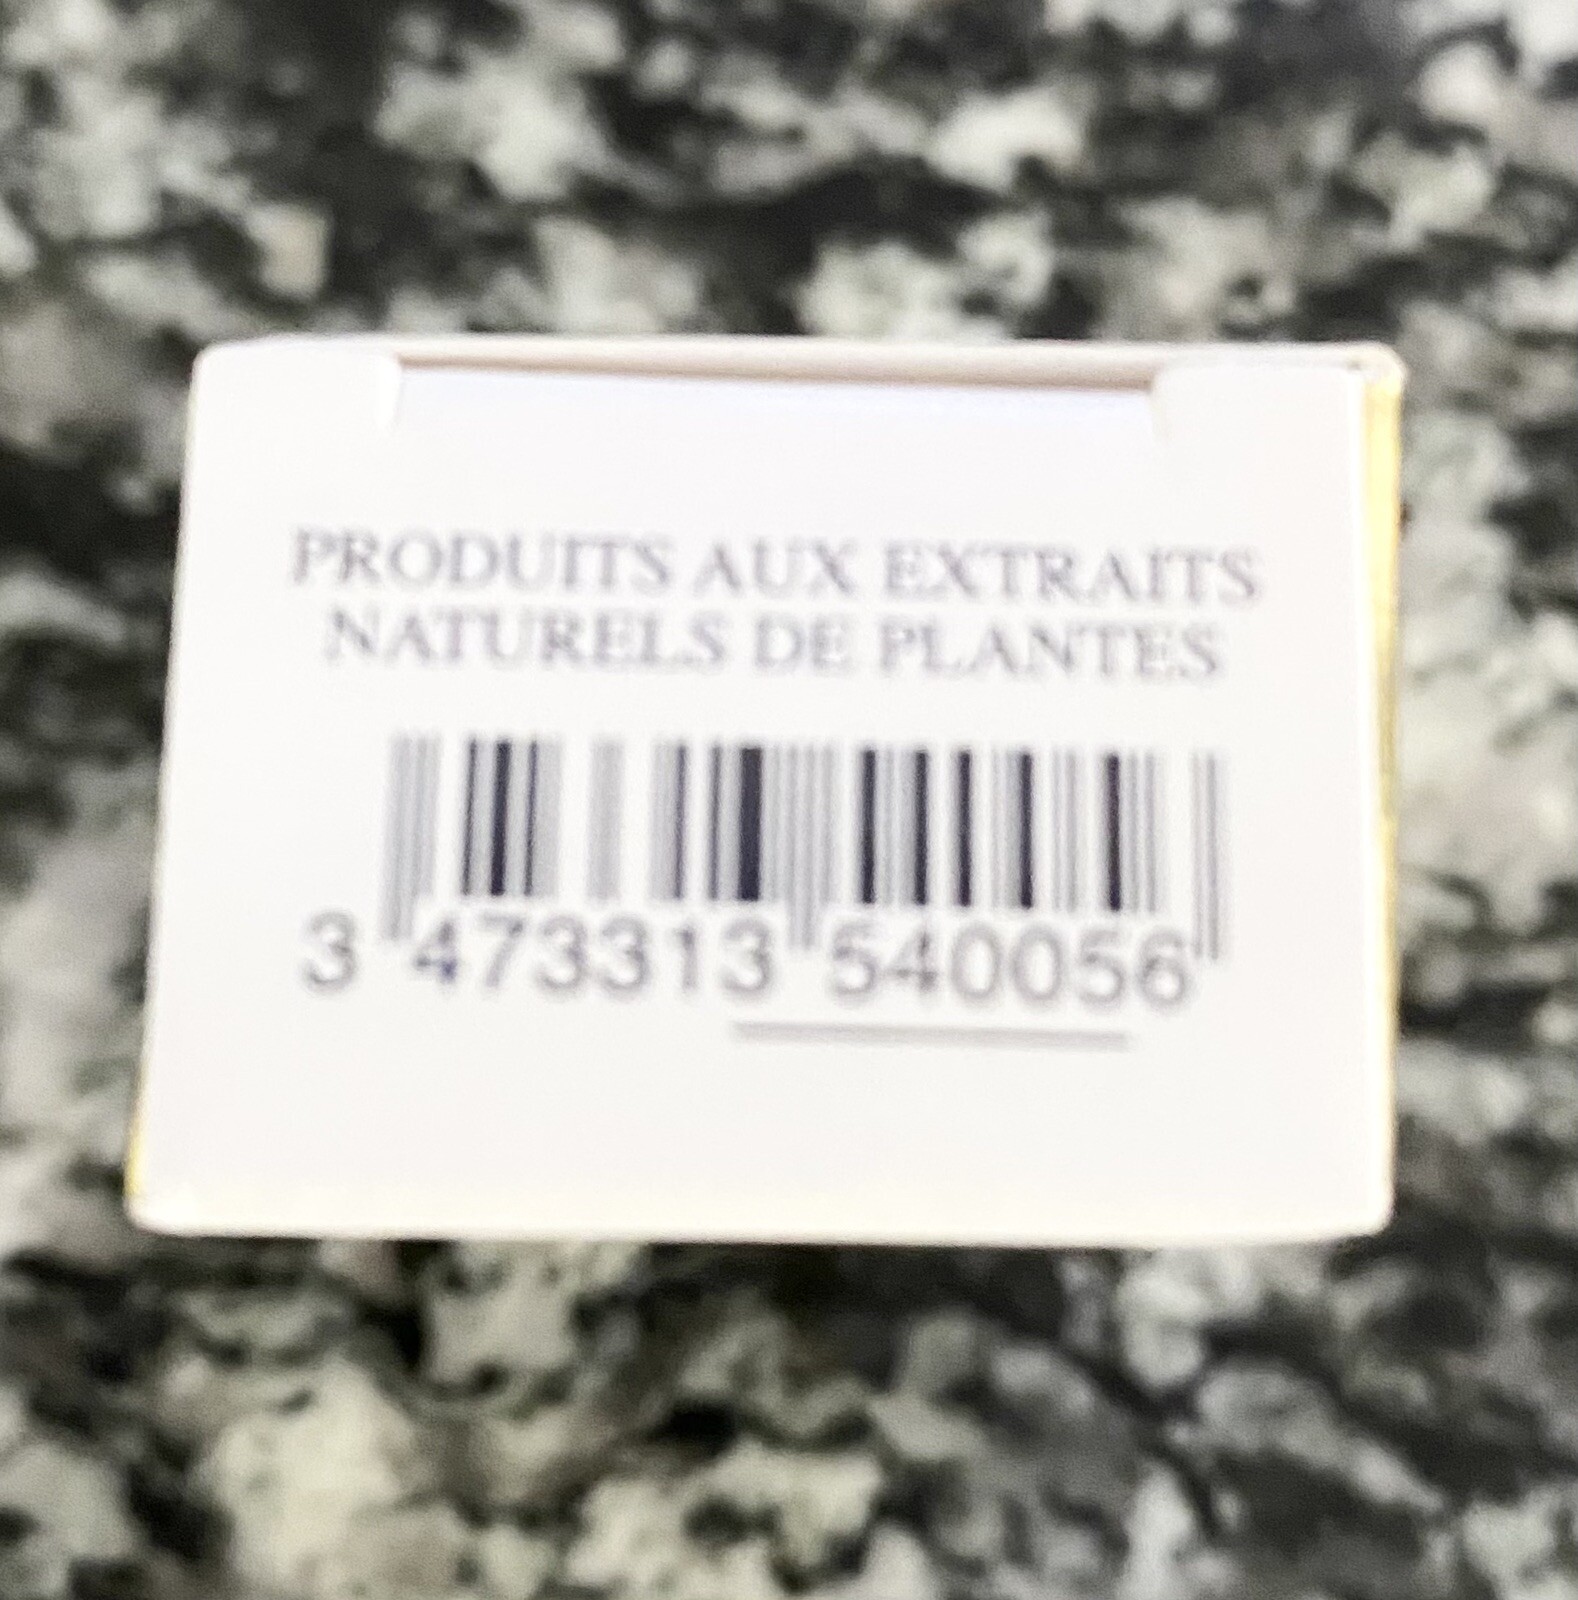 PRODUITS AUX EXTRAITS
NATURELS DE PLANTES
3 473313 540056